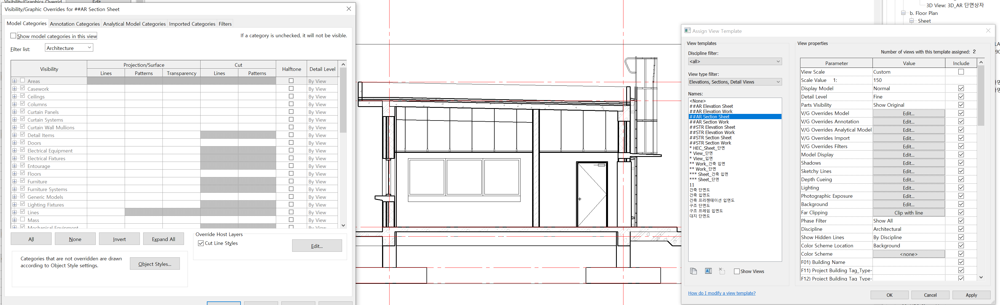 Visibility/Graphics Overrid
Edit
Visibility/Graphic Overrides for ##AR Section Sheet
Model Categories
Annotation Categories
Analytical Model Categories
Imported Categories
Filters
Show model categories in this view
If a category is unchecked, it will not be visible.
Filter list:
Architecture
Visibility
Projection/Surface
Cut
Halftone
Detail Level
Lines
Patterns
Transparency
Lines
Patterns
Areas
By View
Casework
By View
Ceilings
By View
Columns
By View
Curtain Panels
By View
Curtain Systems
By View
Curtain Wall Mullions
By View
Detail Items
By View
Doors
By View
Electrical Equipment
By View
Electrical Fixtures
By View
Entourage
By View
Floors
By View
Furniture
By View
Furniture Systems
By View
Generic Models
By View
Lighting Fixtures
By View
Lines
By View
Mass
By View
Mechanical Equipment
By View
All
None
Invert
Expand All
Override Host Layers
Cut Line Styles
Edit...
Categories that are not overridden are drawn
according to Object Style settings.
Object Styles...
3D View: 3D_AR 단면상자
b. Floor Plan
Sheet
Assign View Template
View templates
Discipline filter:
<all>
View type filter:
Elevations, Sections, Detail Views
Names:
<None>
##AR Elevation Sheet
##AR Elevation Work
##AR Section Sheet
##AR Section Work
##STR Elevation Sheet
##STR Elevation Work
##STR Section Sheet
##STR Section Work
* HEC_Sheet_단면
* View_단면
* View_입면
** Work_건축 입면
** Work_단면
*** Sheet_건축 입면
*** Sheet_단면
11
건축 단면도
건축 입면도
건축 프리젠테이션 입면도
구조 단면도
구조 프레임 입면도
대지 단면도
Show Views
How do I modify a view template?
View properties
Number of views with this template assigned: 2
Parameter
Value
Include
View Scale
Custom
Scale Value 1:
150
Display Model
Normal
Detail Level
Fine
Parts Visibility
Show Original
V/G Overrides Model
Edit...
V/G Overrides Annotation
Edit...
V/G Overrides Analytical Model
Edit...
V/G Overrides Import
Edit...
V/G Overrides Filters
Edit...
Model Display
Edit...
Shadows
Edit...
Sketchy Lines
Edit...
Depth Cueing
Edit...
Lighting
Edit...
Photographic Exposure
Edit...
Background
Edit...
Far Clipping
Clip with line
Phase Filter
Show All
Discipline
Architectural
Show Hidden Lines
By Discipline
Color Scheme Location
Background
Color Scheme
<none>
F01) Building Name
F11) Project Building Tag_Type-
F12) Project Building Tag_Type-
OK
Cancel
Apply